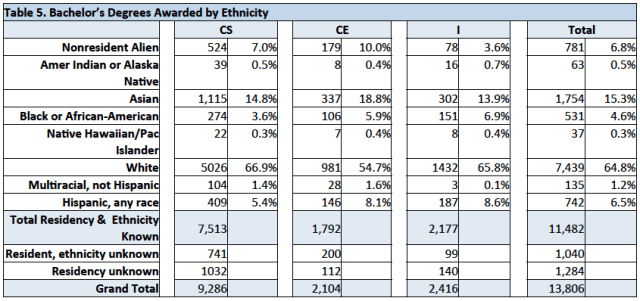 Table 5. Bachelor's Degrees Awarded by Ethnicity
CS CE I Total
Nonresident Alien 524 7.0% 179 10.0% 78 3.6% 781 6.8%
Amer Indian or Alaska Native 39 0.5% 8 0.4% 16 0.7% 63 0.5%
Asian 1,115 14.8% 337 18.8% 302 13.9% 1,754 15.3%
Black or African-American 274 3.6% 106 5.9% 151 6.9% 531 4.6%
Native Hawaiian/Pac Islander 22 0.3% 7 0.4% 8 0.4% 37 0.3%
White 5026 66.9% 981 54.7% 1432 65.8% 7,439 64.8%
Multiracial, not Hispanic 104 1.4% 28 1.6% 3 0.1% 135 1.2%
Hispanic, any race 409 5.4% 146 8.1% 187 8.6% 742 6.5%
Total Residency & Ethnicity Known 7,513 1,792 2,177 11,482
Resident, ethnicity unknown 741 200 99 1,040
Residency unknown 1032 112 140 1,284
Grand Total 9,286 2,104 2,416 13,806